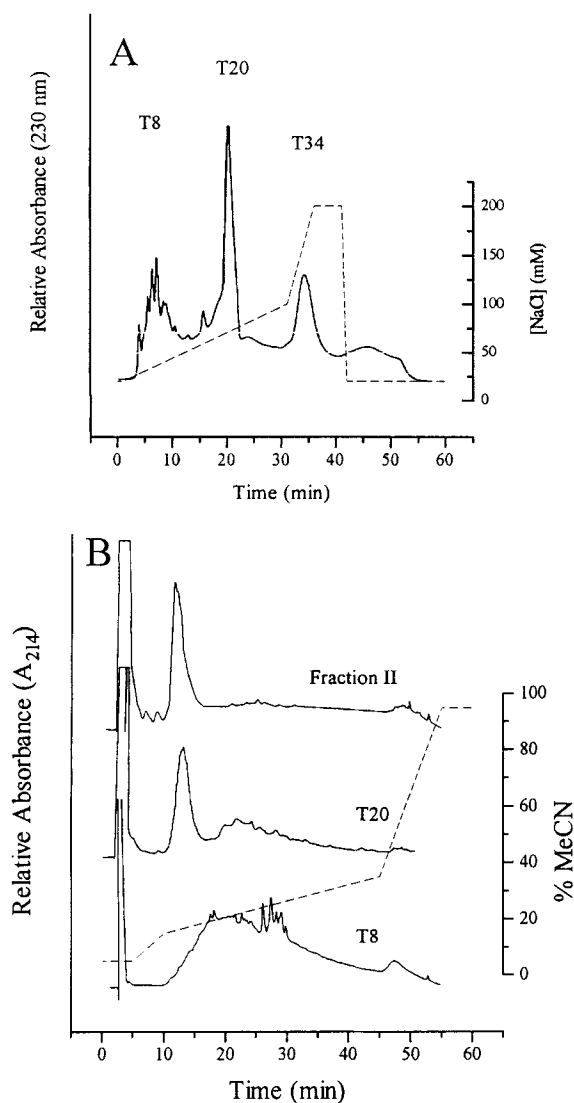 A
T20
T8
T34
Relative Absorbance (230 nm)
200
150
100
50
0
[NaCl] (mM)
0 10 20 30 40 50 60
Time (min)
B
Relative Absorbance (A214)
Fraction II
T20
T8
100
80
60
40
20
0
% MeCN
0 10 20 30 40 50 60
Time (min)